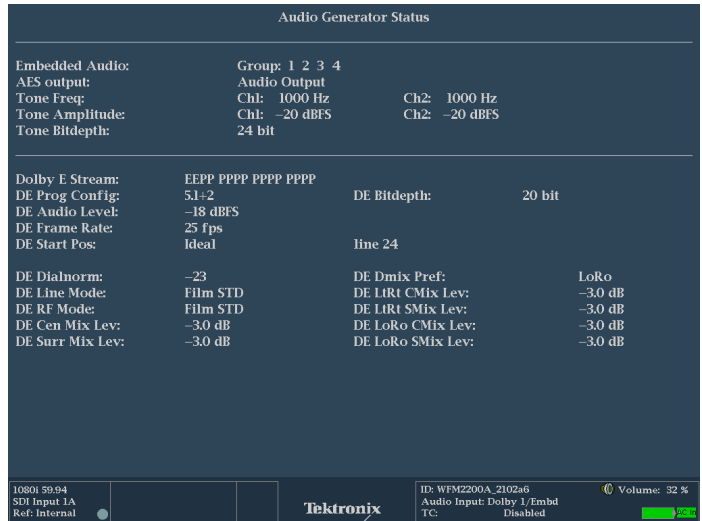 Audio Generator Status
Embedded Audio: Group: 1 2 3 4
AES output: Audio Output
Tone Freq: Ch1: 1000 Hz Ch2: 1000 Hz
Tone Amplitude: Ch1: −20 dBFS Ch2: −20 dBFS
Tone Bitdepth: 24 bit
Dolby E Stream: EEPP PPPP PPPP PPPP
DE Prog Config: 5.1+2 DE Bitdepth: 20 bit
DE Audio Level: −18 dBFS
DE Frame Rate: 25 fps
DE Start Pos: Ideal line 24
DE Dialnorm: −23 DE Dmix Pref: LoRo
DE Line Mode: Film STD DE LtRt CMix Lev: −3.0 dB
DE RF Mode: Film STD DE LtRt SMix Lev: −3.0 dB
DE Cen Mix Lev: −3.0 dB DE LoRo CMix Lev: −3.0 dB
DE Surr Mix Lev: −3.0 dB DE LoRo SMix Lev: −3.0 dB
1080i 59.94
SDI Input 1A
Ref: Internal
Tektronix
ID: WFM2200A_2102a6 Volume: 32 %
Audio Input: Dolby 1/Embd
TC: Disabled AC in